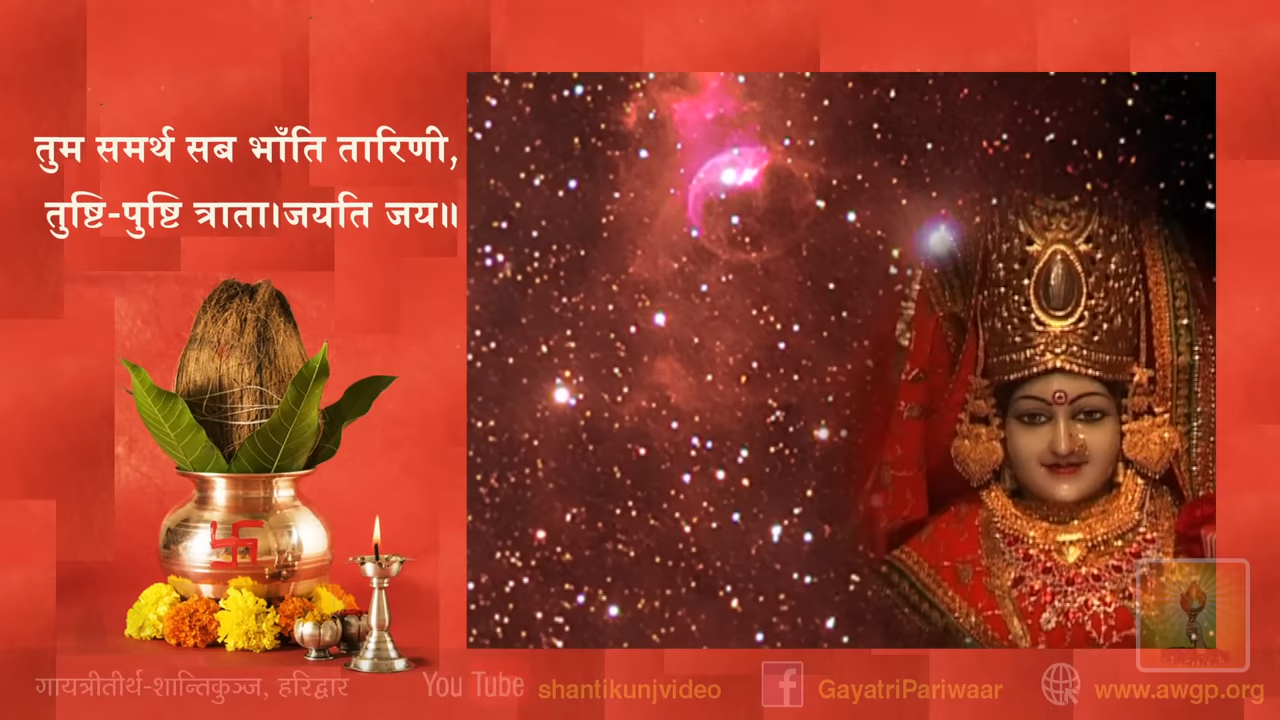 तुम समर्थ सब भाँति तारिणी,
तुष्टि-पुष्टि त्राता।जयति जय॥
गायत्रीतीर्थ-शान्तिकुञ्ज, हरिद्वार You Tube shantikunjvideo f GayatriPariwaar www.awgp.org